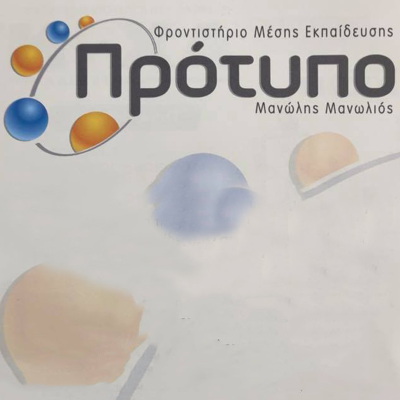 Φροντιστήριο Μέσης Εκπαίδευσης
Πρότυπο
Μανώλης Μανωλιός